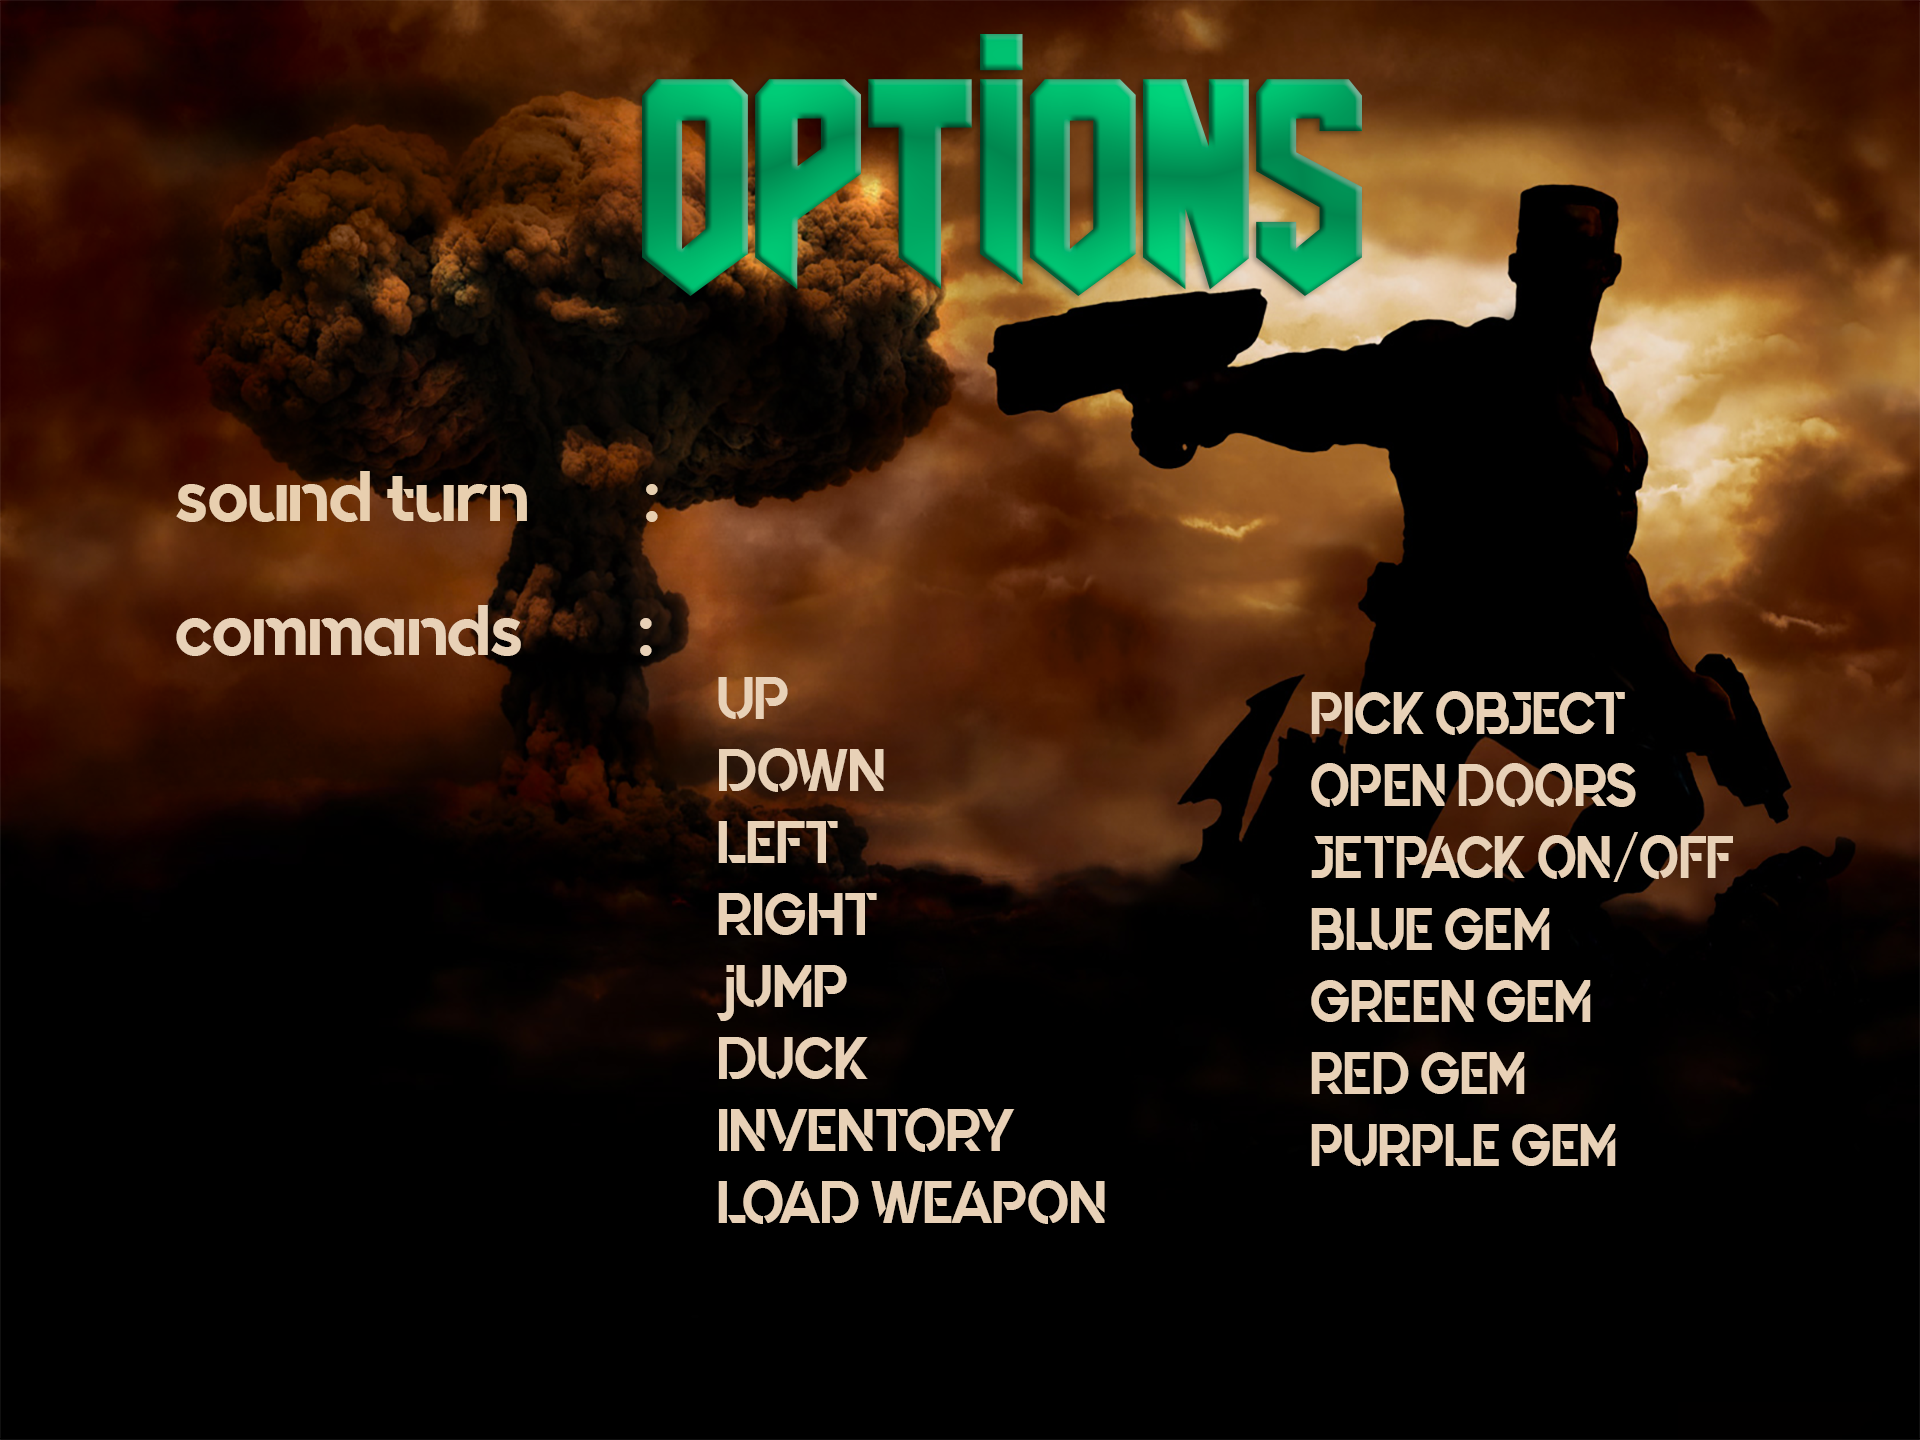 OPTiONS
sound turn :
commands :
UP
DOWN
LEFT
RIGHT
jUMP
DUCK
INVENTORY
LOAD WEAPON
PICK OBJECT
OPEN DOORS
JETPACK ON/OFF
BLUE GEM
GREEN GEM
RED GEM
PURPLE GEM